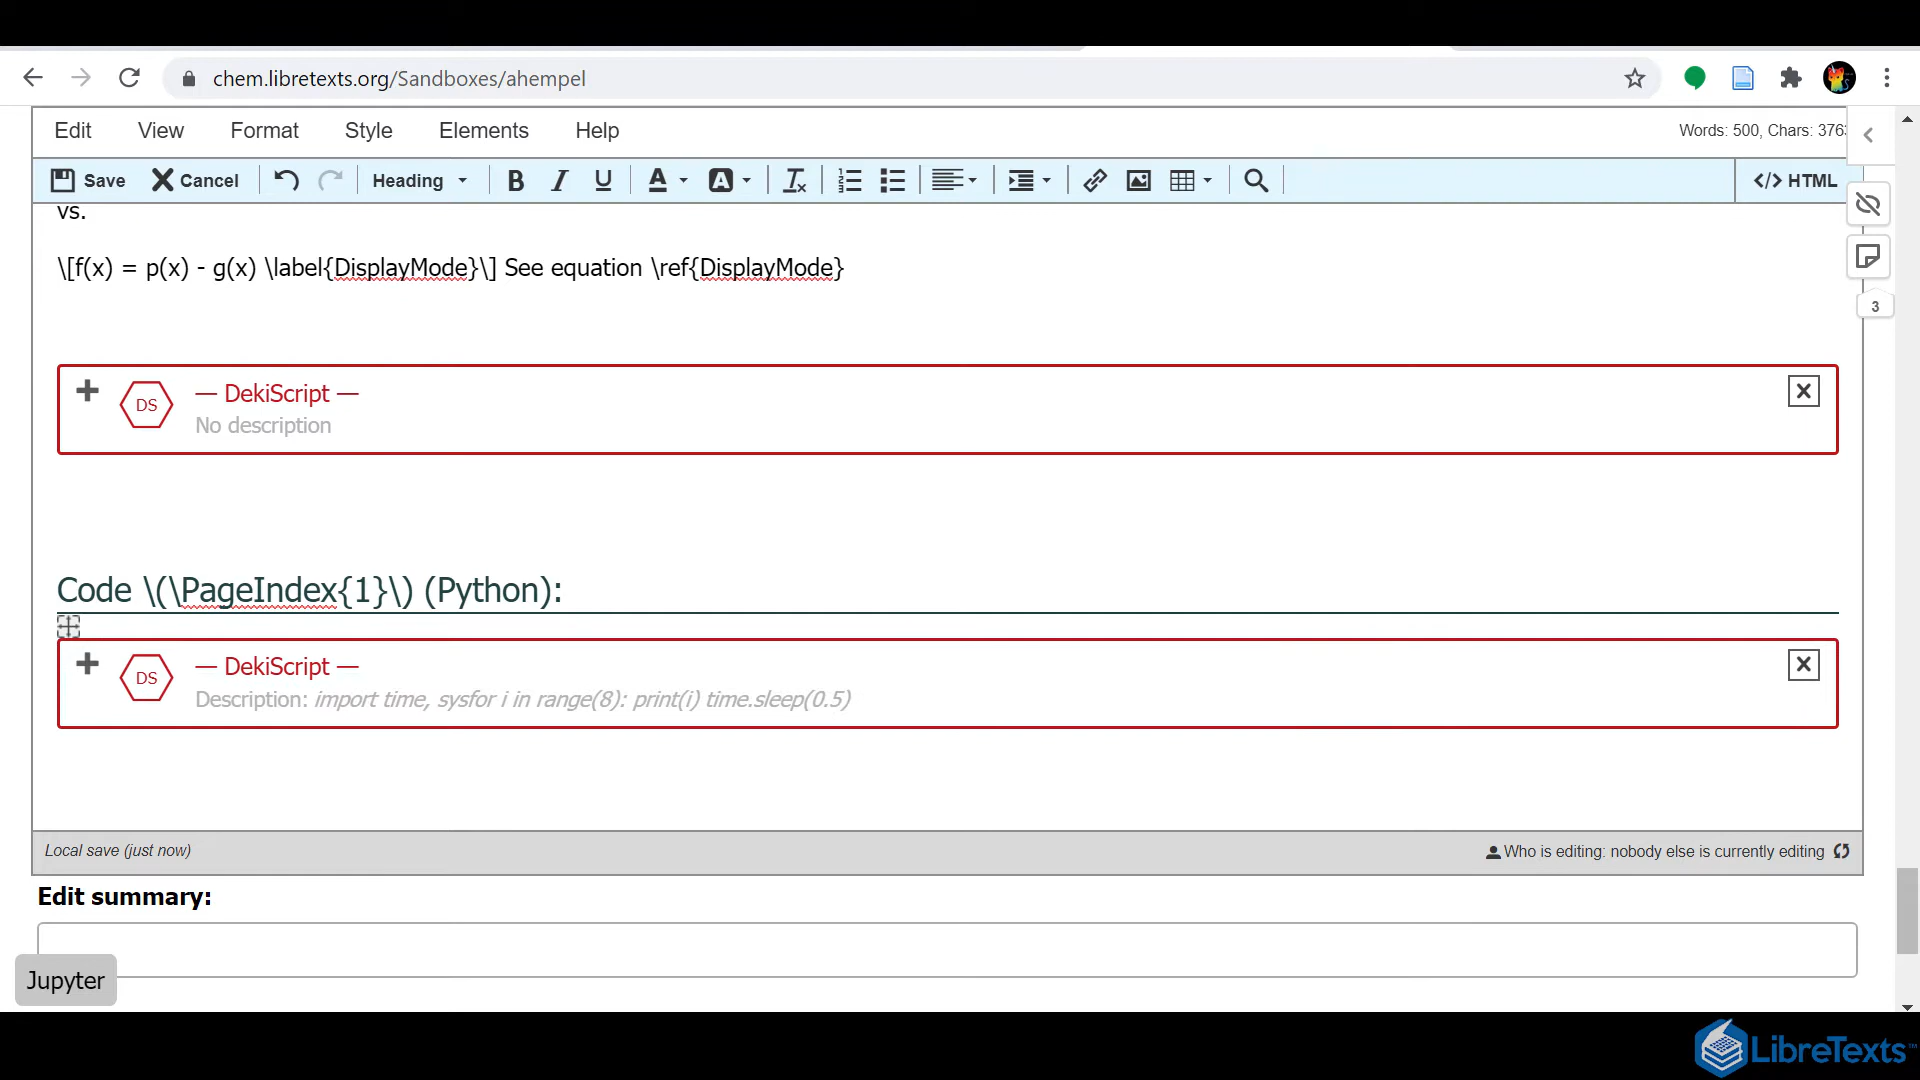 chem.libretexts.org/Sandboxes/ahempel
Edit View Format Style Elements Help
Words: 500, Chars: 376
Save Cancel Heading B I U A A Tx </> HTML
vs.
\[f(x) = p(x) - g(x) \label{DisplayMode}\] See equation \ref{DisplayMode}
3
DS — DekiScript —
No description
Code \(\PageIndex{1}\) (Python):
DS — DekiScript —
Description: import time, sysfor i in range(8): print(i) time.sleep(0.5)
Local save (just now)
Who is editing: nobody else is currently editing
Edit summary:
Jupyter
LibreTexts™